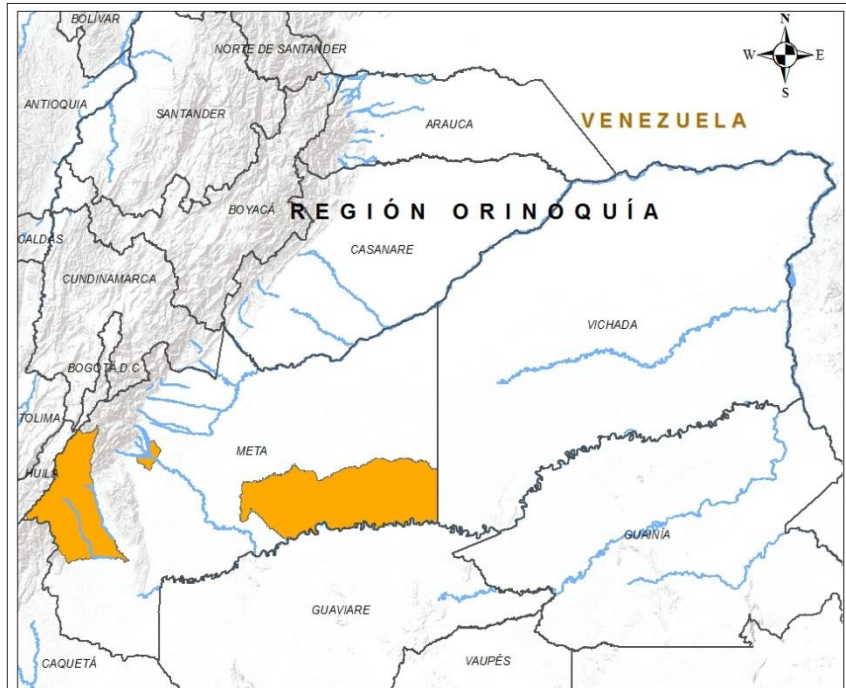 BOLÍVAR
N
NORTE DE SANTANDER
W
E
S
ANTIOQUIA
SANTANDER
ARAUCA
VENEZUELA
BOYACÁ
REGIÓN ORINOQUÍA
CALDAS
CASANARE
CUNDINAMARCA
VICHADA
BOGOTÁ, D.C
TOLIMA
META
HUILA
GUAINÍA
GUAVIARE
CAQUETÁ
VAUPÉS